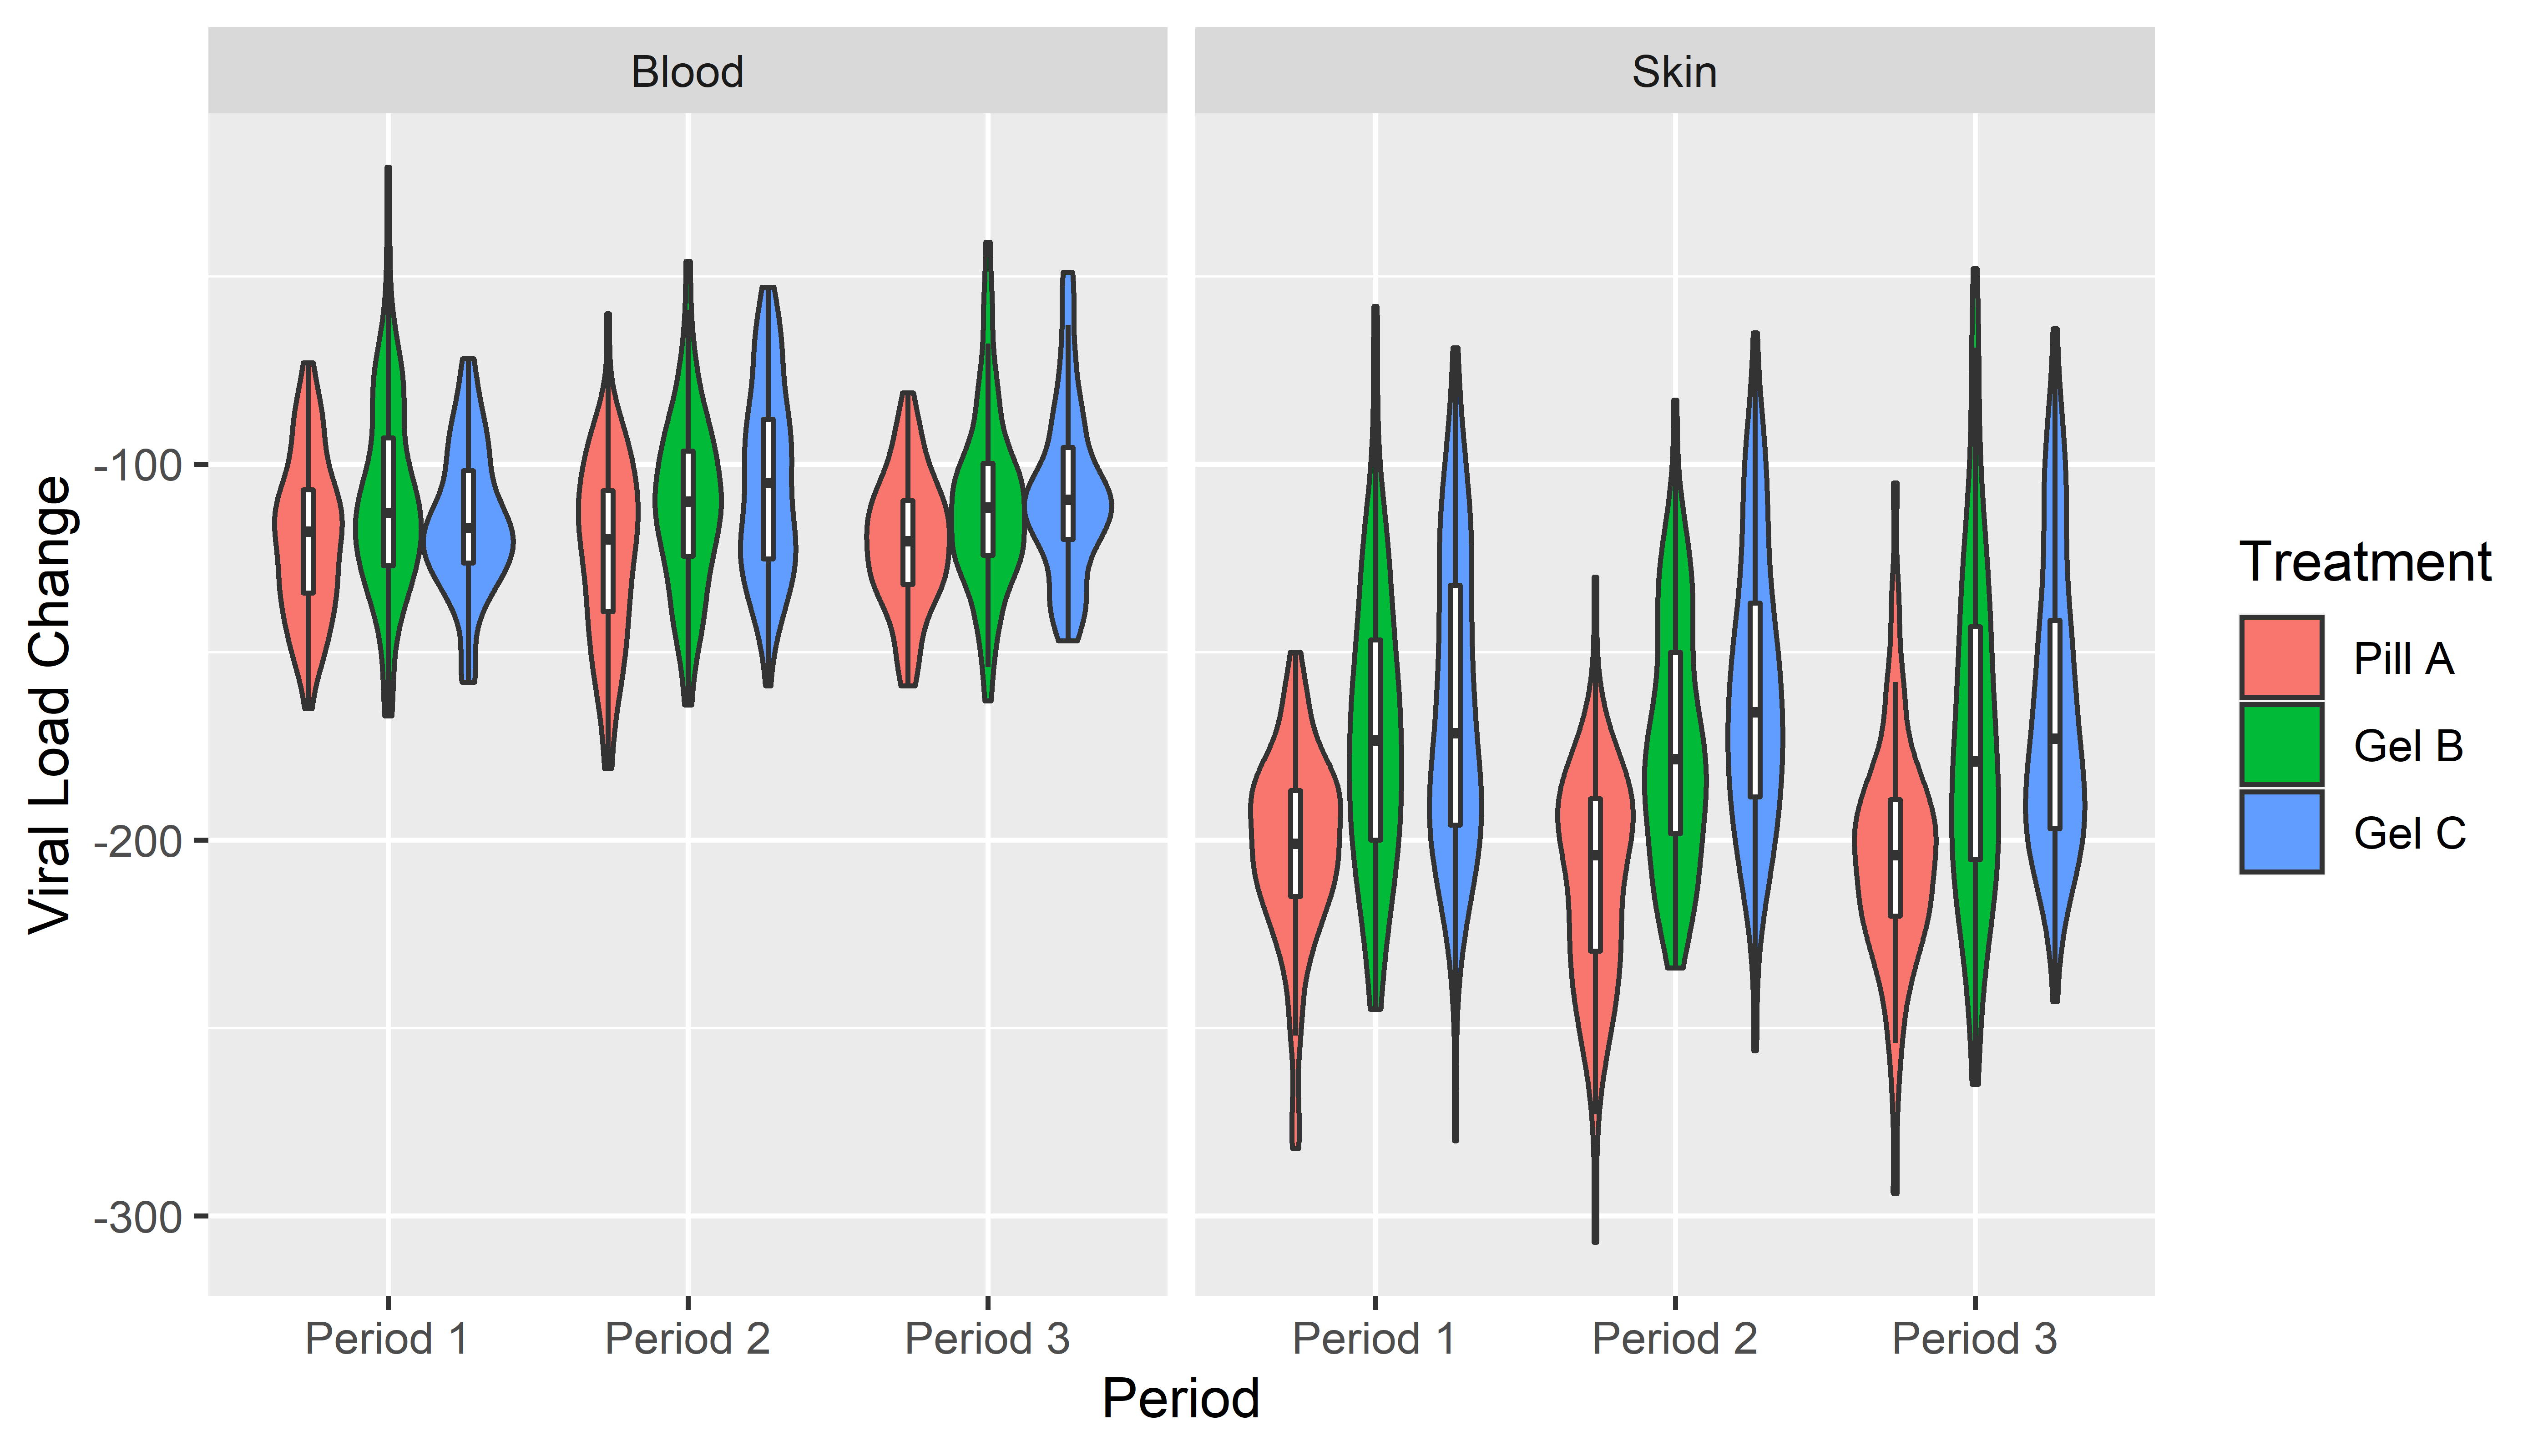 Blood
Skin
Viral Load Change
-100
-200
-300
Period 1
Period 2
Period 3
Period 1
Period 2
Period 3
Period
Treatment
Pill A
Gel B
Gel C